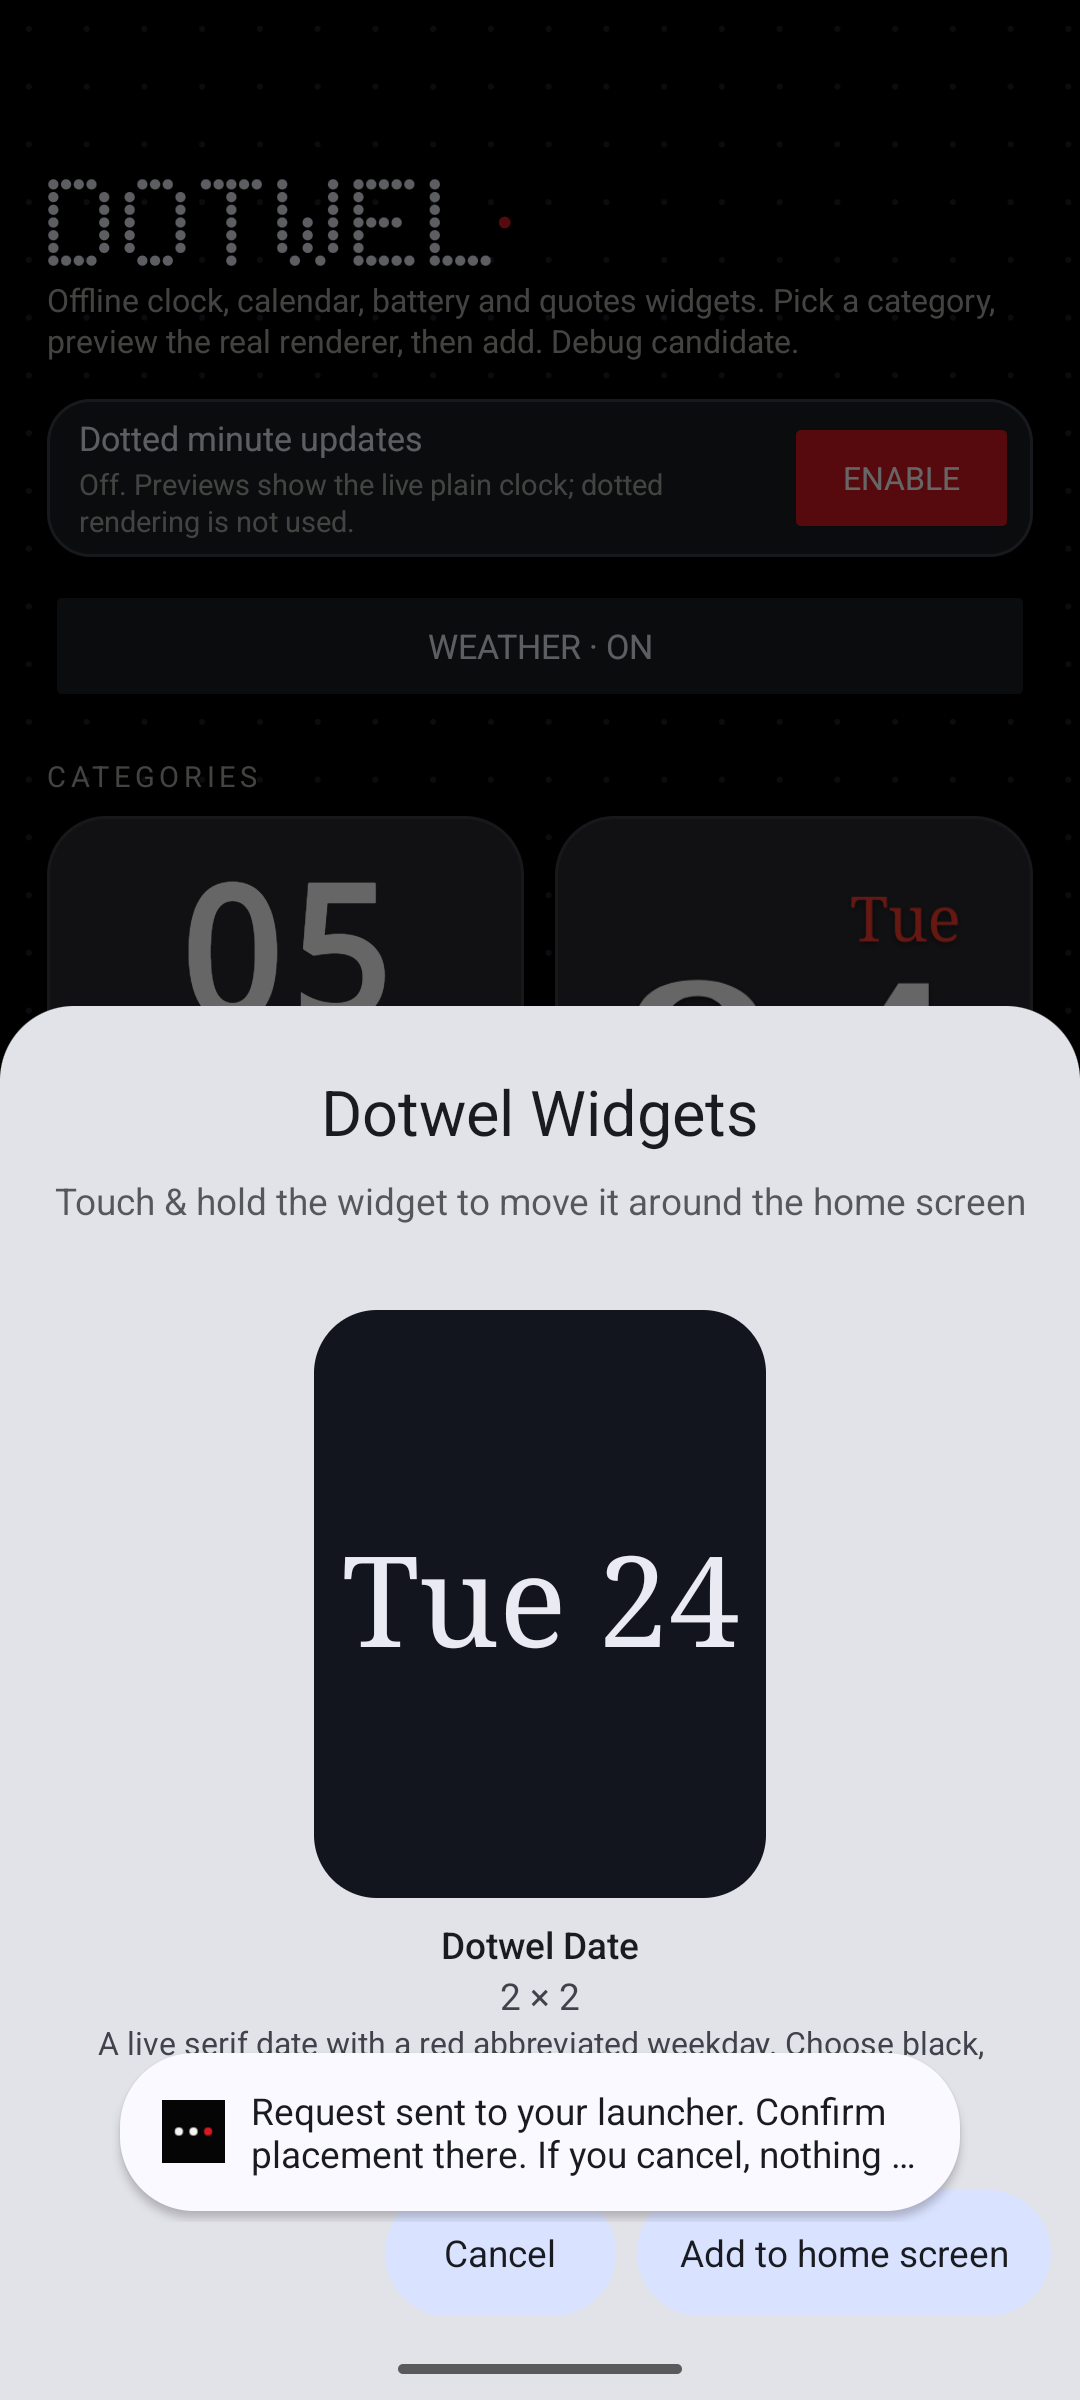 DOTWEL
Offline clock, calendar, battery and quotes widgets. Pick a category,
preview the real renderer, then add. Debug candidate.
Dotted minute updates
Off. Previews show the live plain clock; dotted
rendering is not used.
ENABLE
WEATHER · ON
CATEGORIES
05
Tue
Dotwel Widgets
Touch & hold the widget to move it around the home screen
Tue 24
Dotwel Date
2 × 2
A live serif date with a red abbreviated weekday. Choose black,
Request sent to your launcher. Confirm
placement there. If you cancel, nothing ...
Cancel
Add to home screen